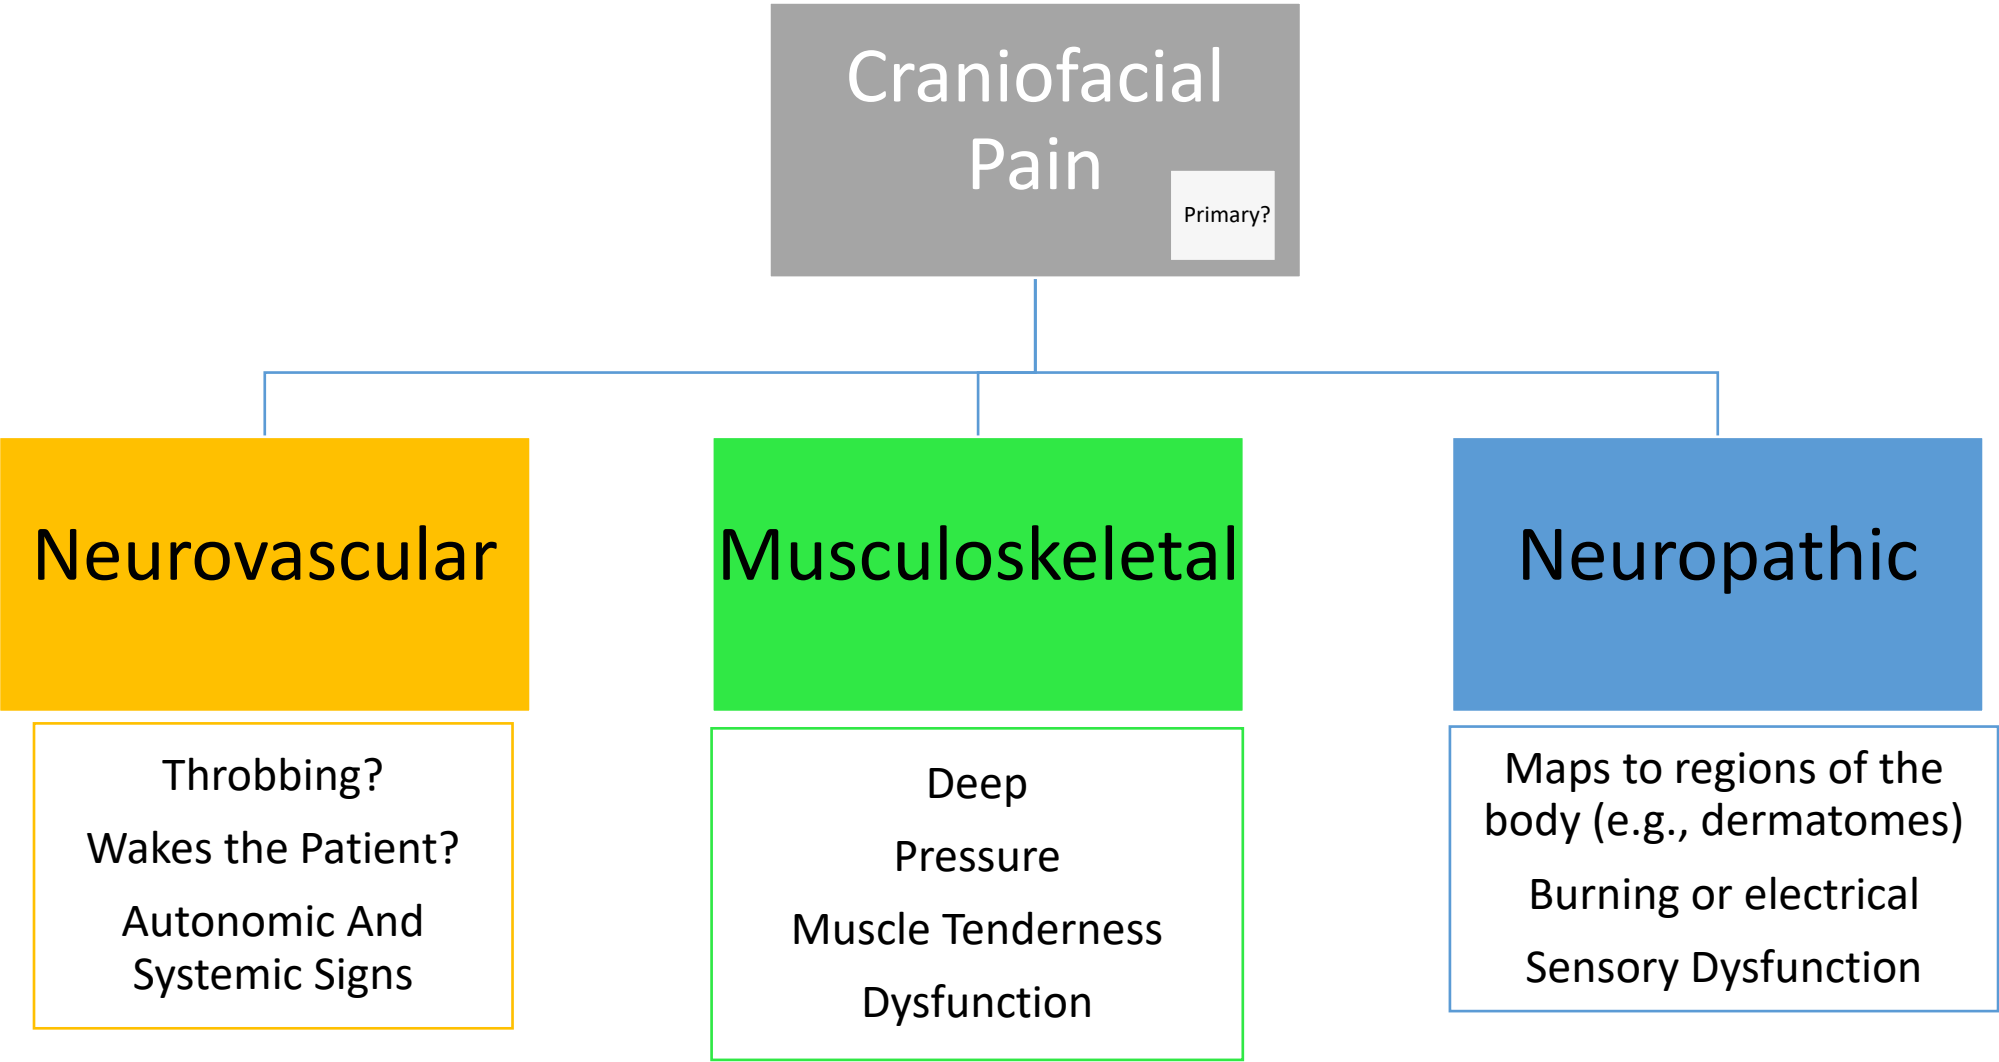 Craniofacial
Pain
Primary?
Neurovascular
Musculoskeletal
Neuropathic
Throbbing?
Wakes the Patient?
Autonomic And
Systemic Signs
Deep
Pressure
Muscle Tenderness
Dysfunction
Maps to regions of the
body (e.g., dermatomes)
Burning or electrical
Sensory Dysfunction